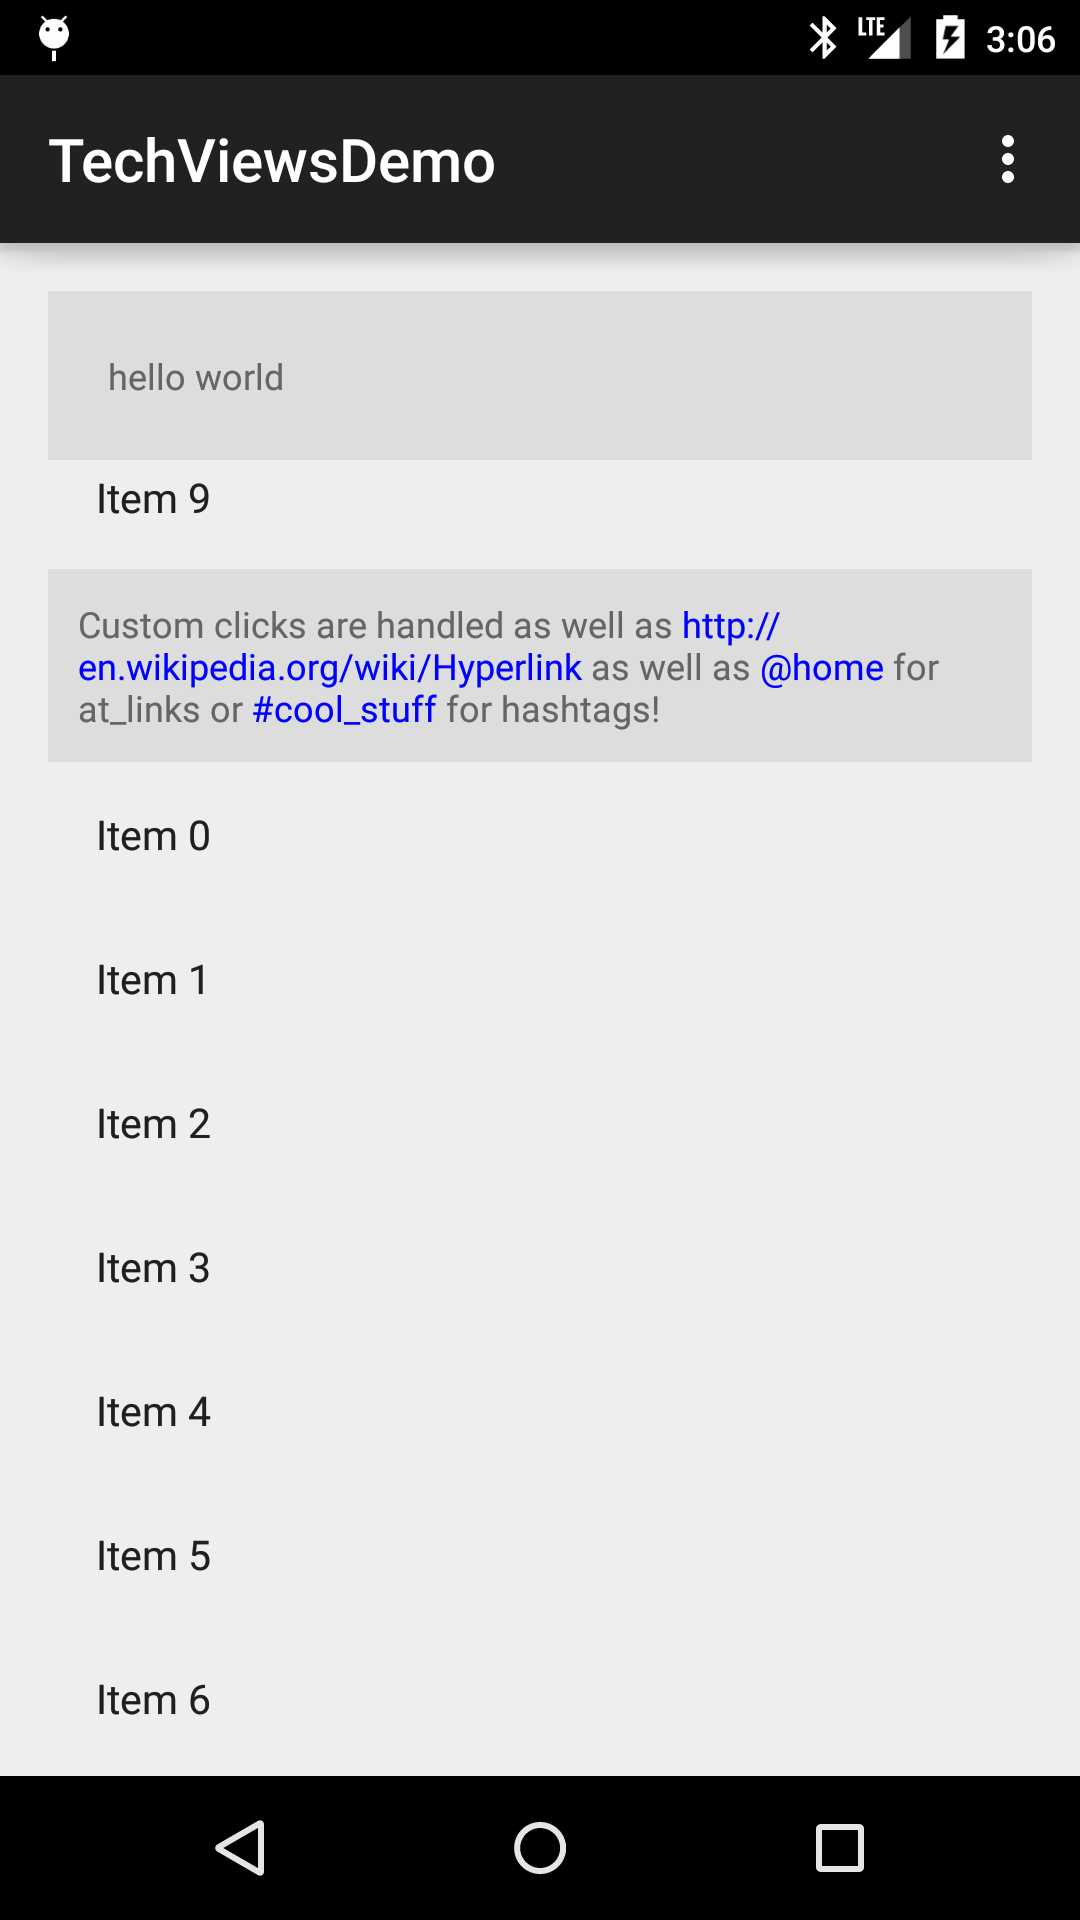 LTE 3:06
TechViewsDemo
hello world
Item 9
Custom clicks are handled as well as http://
en.wikipedia.org/wiki/Hyperlink as well as @home for
at_links or #cool_stuff for hashtags!
Item 0
Item 1
Item 2
Item 3
Item 4
Item 5
Item 6